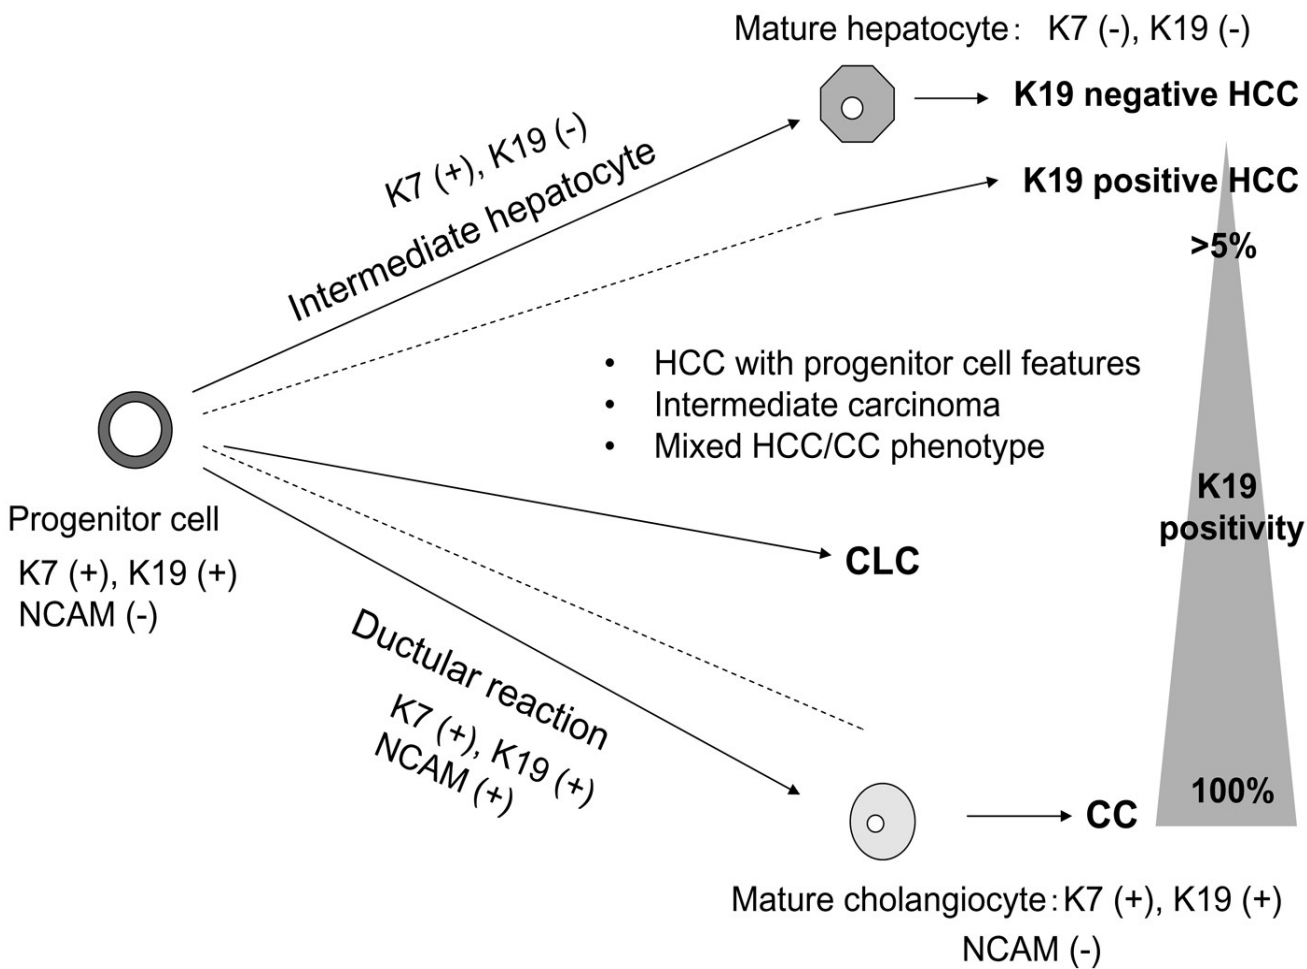 Mature hepatocyte: K7 (-), K19 (-)
K19 negative HCC
K7 (+), K19 (-)
Intermediate hepatocyte
K19 positive HCC
>5%
• HCC with progenitor cell features
• Intermediate carcinoma
• Mixed HCC/CC phenotype
K19
positivity
Progenitor cell
K7 (+), K19 (+)
NCAM (-)
CLC
Ductular reaction
K7 (+), K19 (+)
NCAM (+)
100%
CC
Mature cholangiocyte: K7 (+), K19 (+)
NCAM (-)